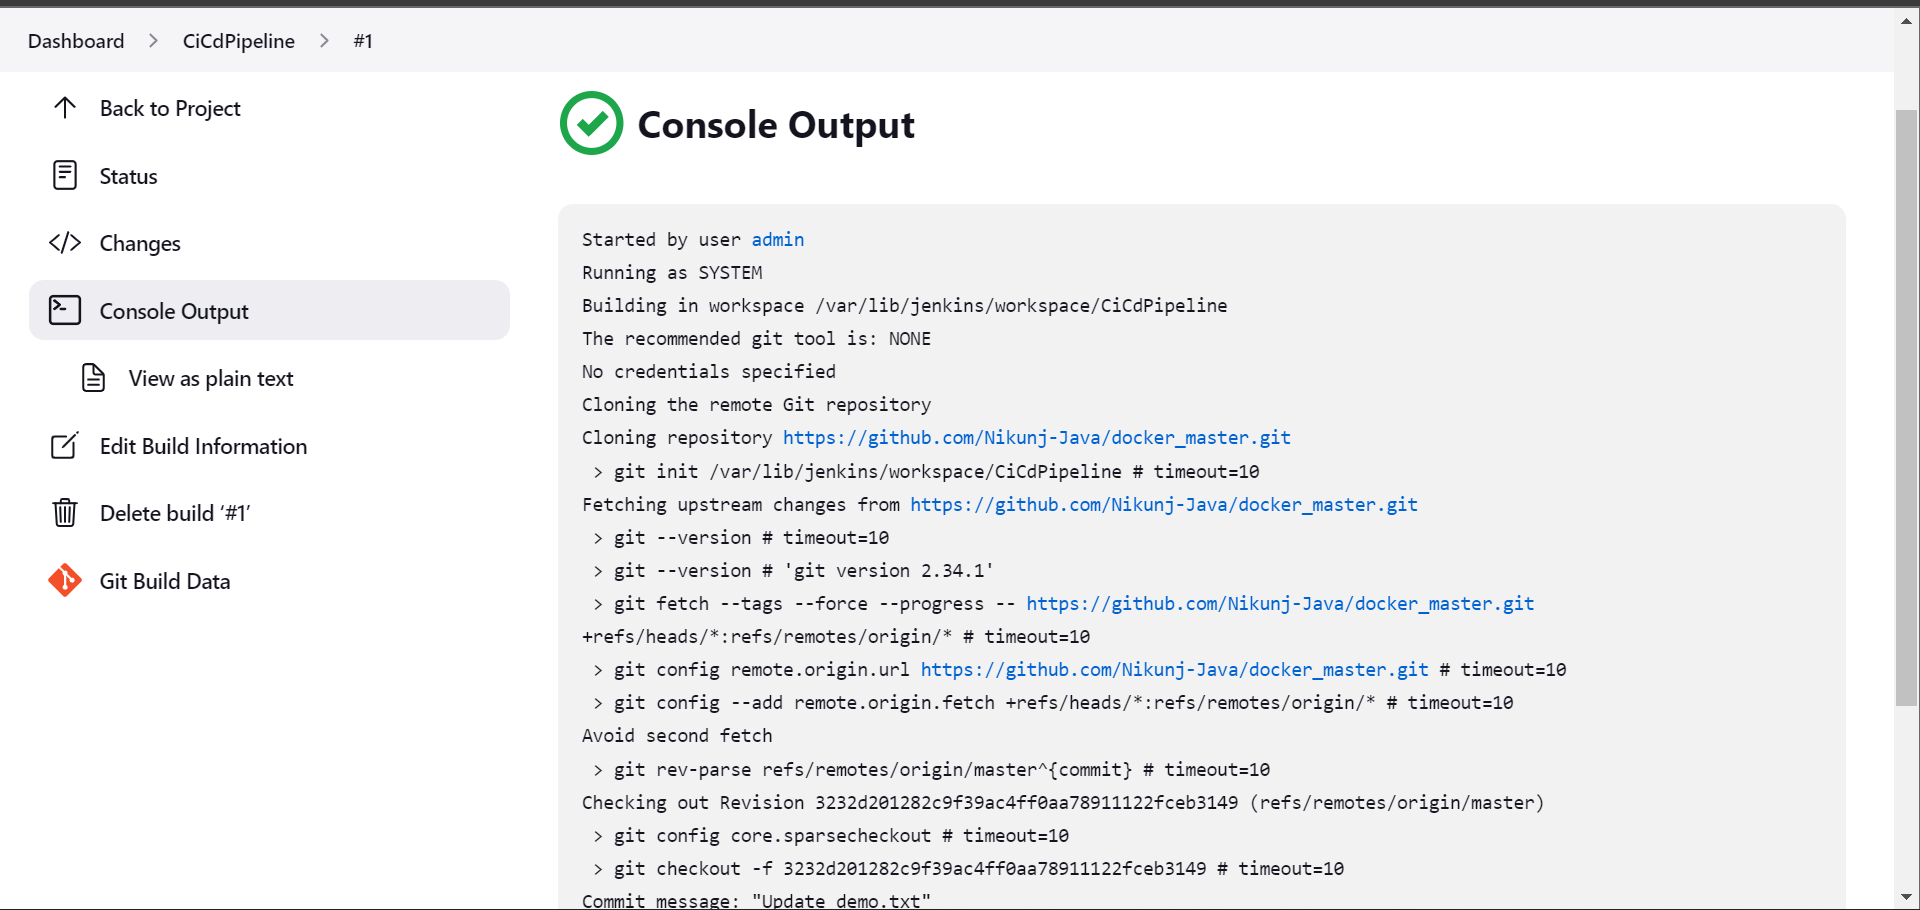 Dashboard > CiCdPipeline > #1
Back to Project
Status
Changes
Console Output
View as plain text
Edit Build Information
Delete build ‘#1’
Git Build Data
Console Output
Started by user admin
Running as SYSTEM
Building in workspace /var/lib/jenkins/workspace/CiCdPipeline
The recommended git tool is: NONE
No credentials specified
Cloning the remote Git repository
Cloning repository https://github.com/Nikunj-Java/docker_master.git
 > git init /var/lib/jenkins/workspace/CiCdPipeline # timeout=10
Fetching upstream changes from https://github.com/Nikunj-Java/docker_master.git
 > git --version # timeout=10
 > git --version # 'git version 2.34.1'
 > git fetch --tags --force --progress -- https://github.com/Nikunj-Java/docker_master.git
+refs/heads/*:refs/remotes/origin/* # timeout=10
 > git config remote.origin.url https://github.com/Nikunj-Java/docker_master.git # timeout=10
 > git config --add remote.origin.fetch +refs/heads/*:refs/remotes/origin/* # timeout=10
Avoid second fetch
 > git rev-parse refs/remotes/origin/master^{commit} # timeout=10
Checking out Revision 3232d201282c9f39ac4ff0aa78911122fceb3149 (refs/remotes/origin/master)
 > git config core.sparsecheckout # timeout=10
 > git checkout -f 3232d201282c9f39ac4ff0aa78911122fceb3149 # timeout=10
Commit message: "Update demo.txt"